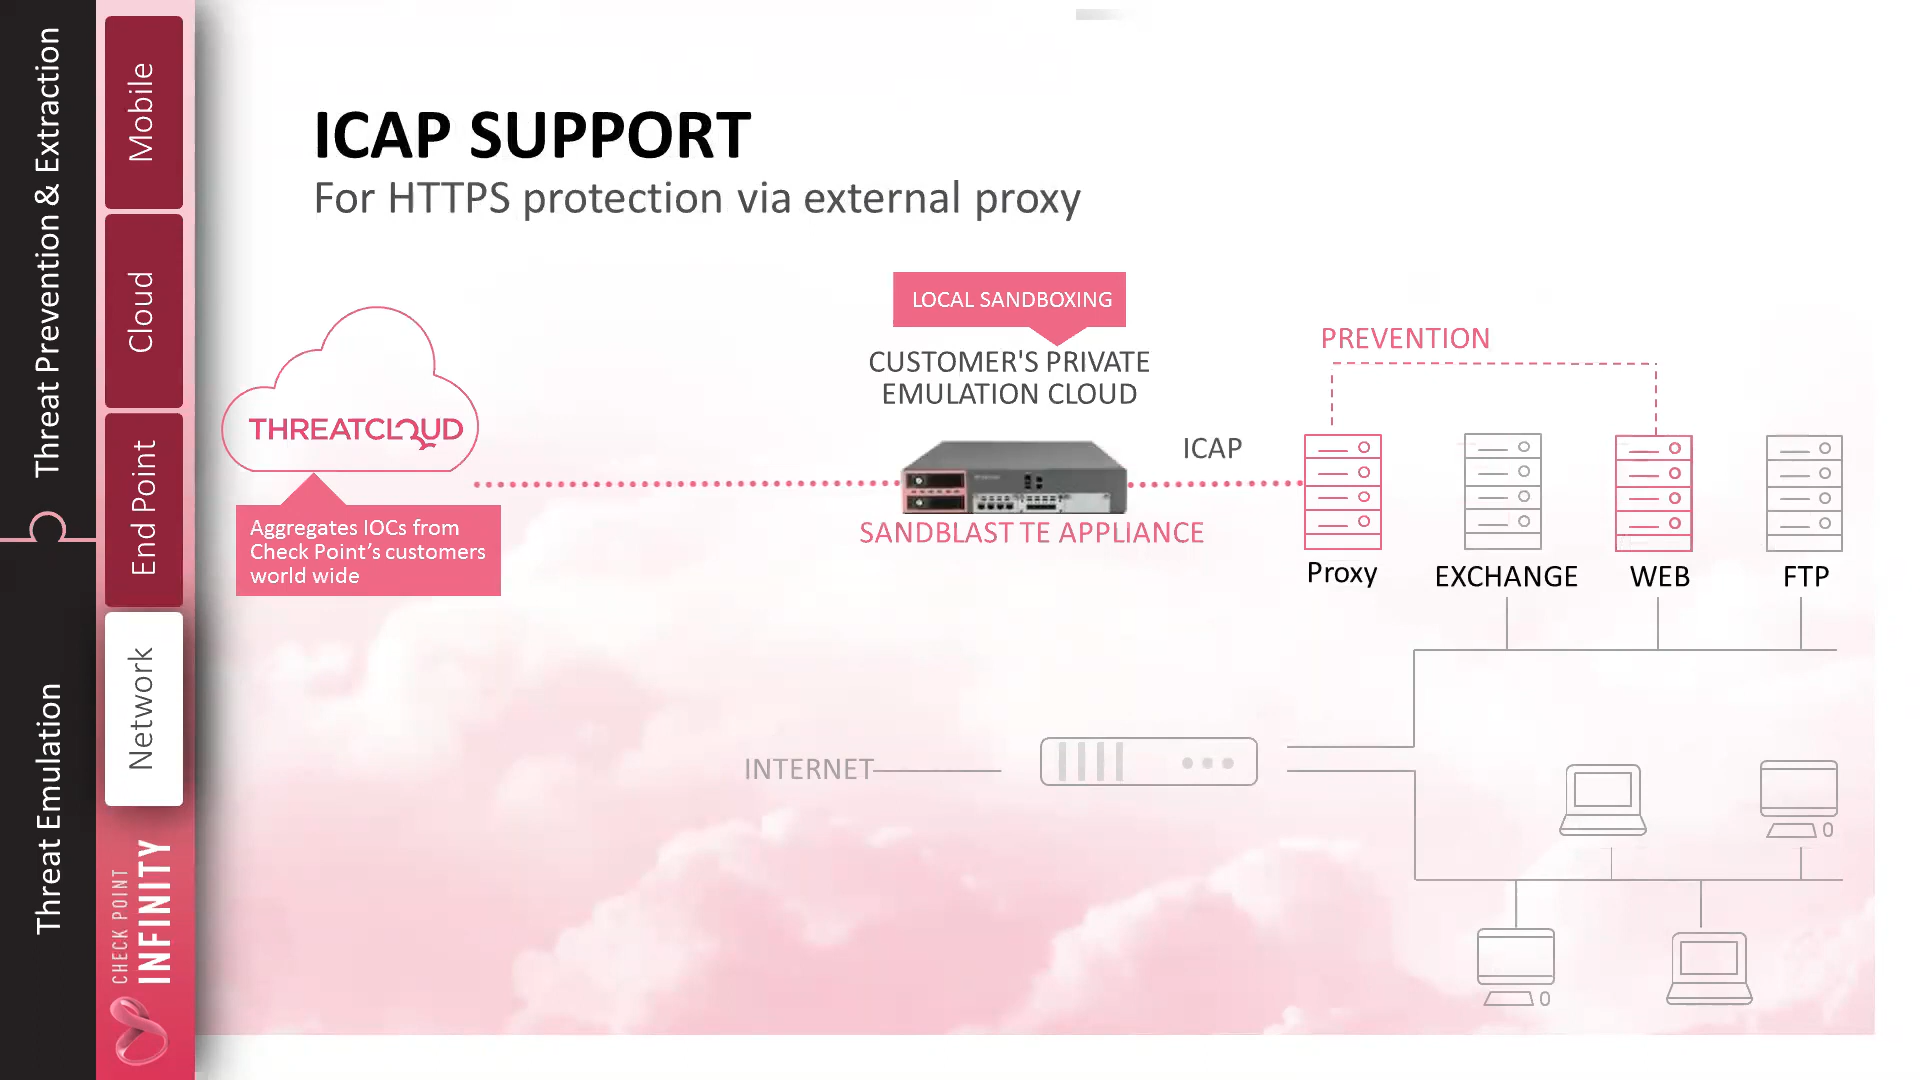 Threat Prevention & Extraction
Threat Emulation
Mobile
Cloud
End Point
Network
CHECK POINT
INFINITY
ICAP SUPPORT
For HTTPS protection via external proxy
THREATCLOUD
Aggregates IOCs from
Check Point's customers
world wide
LOCAL SANDBOXING
CUSTOMER'S PRIVATE
EMULATION CLOUD
SANDBLAST TE APPLIANCE
ICAP
PREVENTION
Proxy
EXCHANGE
WEB
FTP
INTERNET